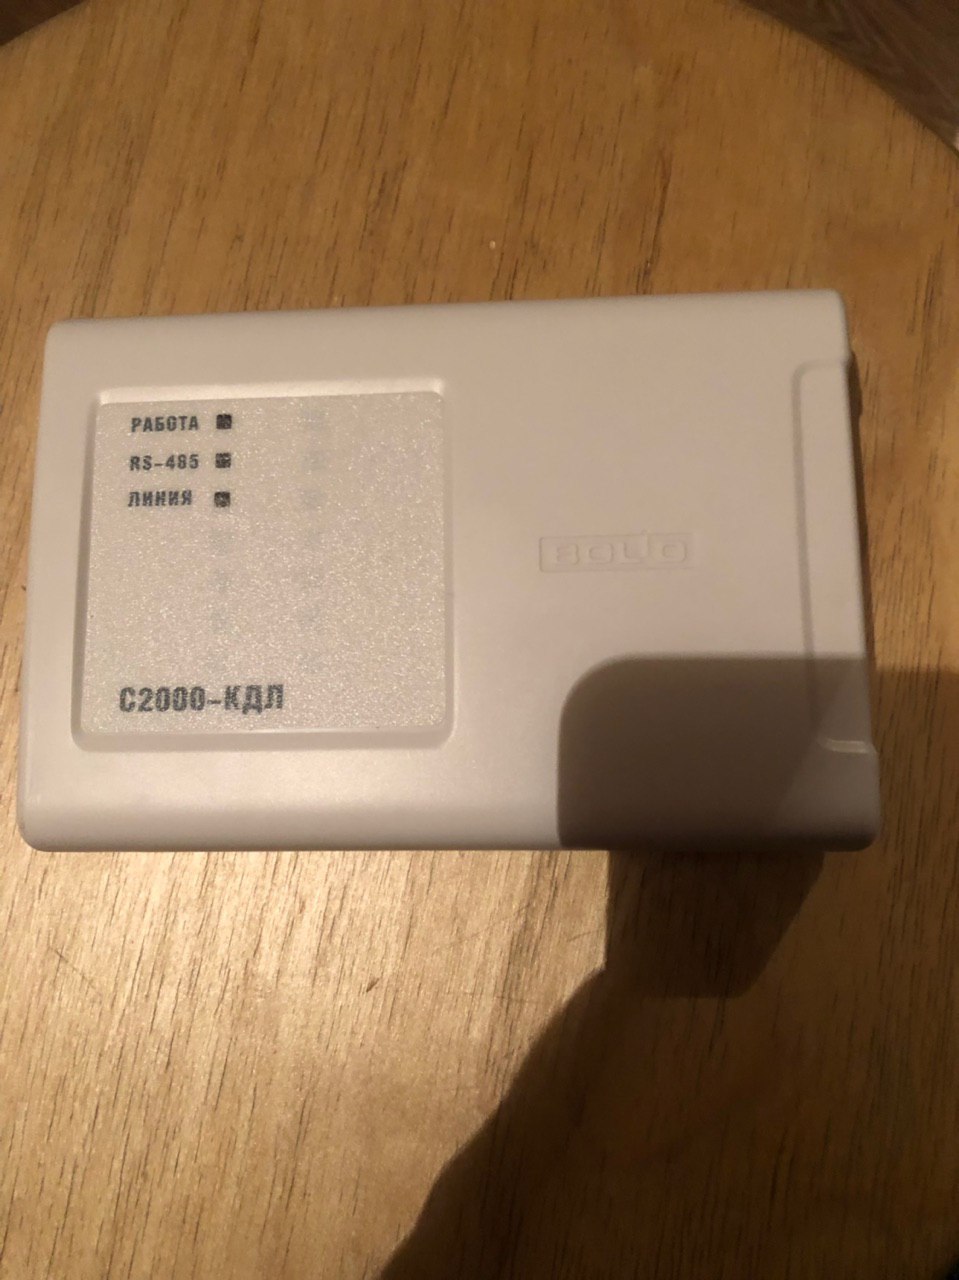 РАБОТА
RS-485
ЛИНИЯ
BOLID
С2000-КДЛ